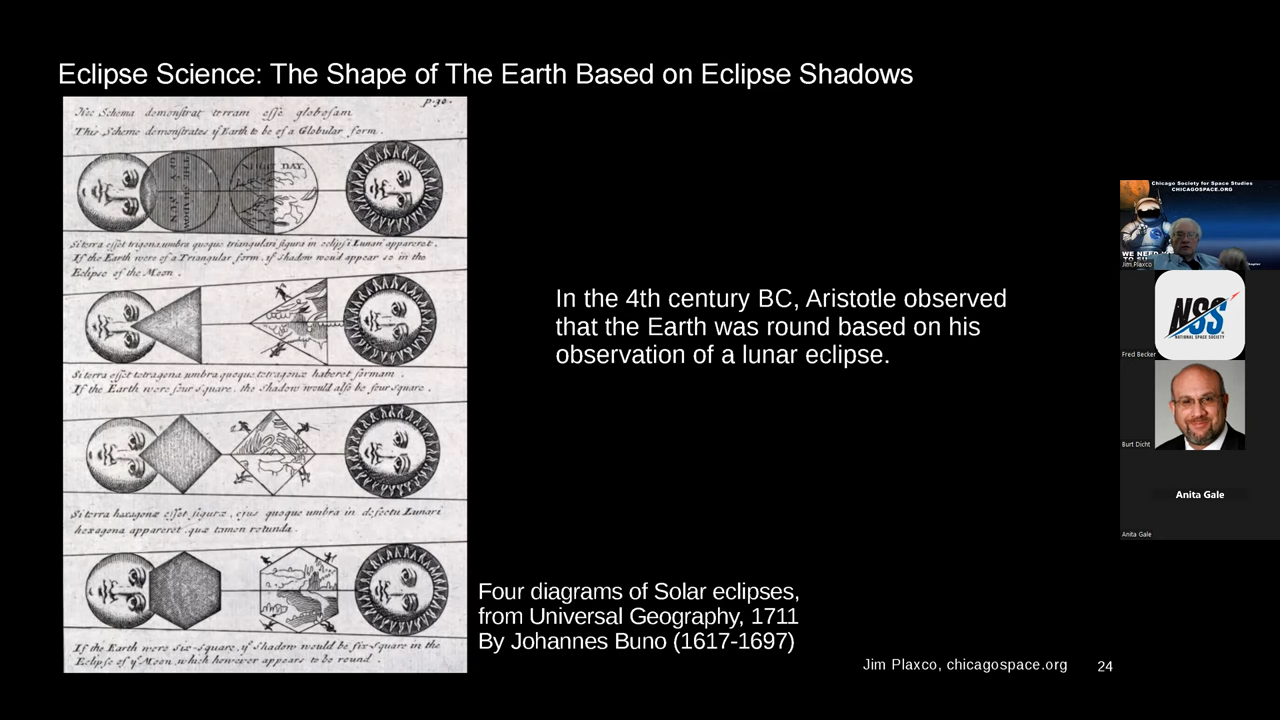 Eclipse Science: The Shape of The Earth Based on Eclipse Shadows
p.30.
Hec Schema demonstrat terram esse globosam
This Scheme demonstrates yͤ Earth to be of a Globular form.
NIGHT DAY.
Si terra esset trigona, umbra quoque triangulari figura in eclipsi Lunari appareret.
If the Earth were of a Triangular form, yͤ Shadow would appear so in the
Eclipse of the Moon.
Si terra esset tetragona, umbra quoque tetragonæ haberet formam.
If the Earth were four square, the Shadow would also be four square.
Si terra hexagonæ esset figuræ, ejus quoque umbra in defectu Lunari
hexagona appareret, quæ tamen rotunda.
If the Earth were six-square, yͤ Shadow would be six-square in the
Eclipse of yͤ Moon, which however appears to be round.
In the 4th century BC, Aristotle observed
that the Earth was round based on his
observation of a lunar eclipse.
Four diagrams of Solar eclipses,
from Universal Geography, 1711
By Johannes Buno (1617-1697)
Jim Plaxco, chicagospace.org
24
Chicago Society for Space Studies
CHICAGOSPACE.ORG
WE NEED
Jim Plaxco
NSS
NATIONAL SPACE SOCIETY
Fred Becker
Burt Dicht
Anita Gale
Anita Gale